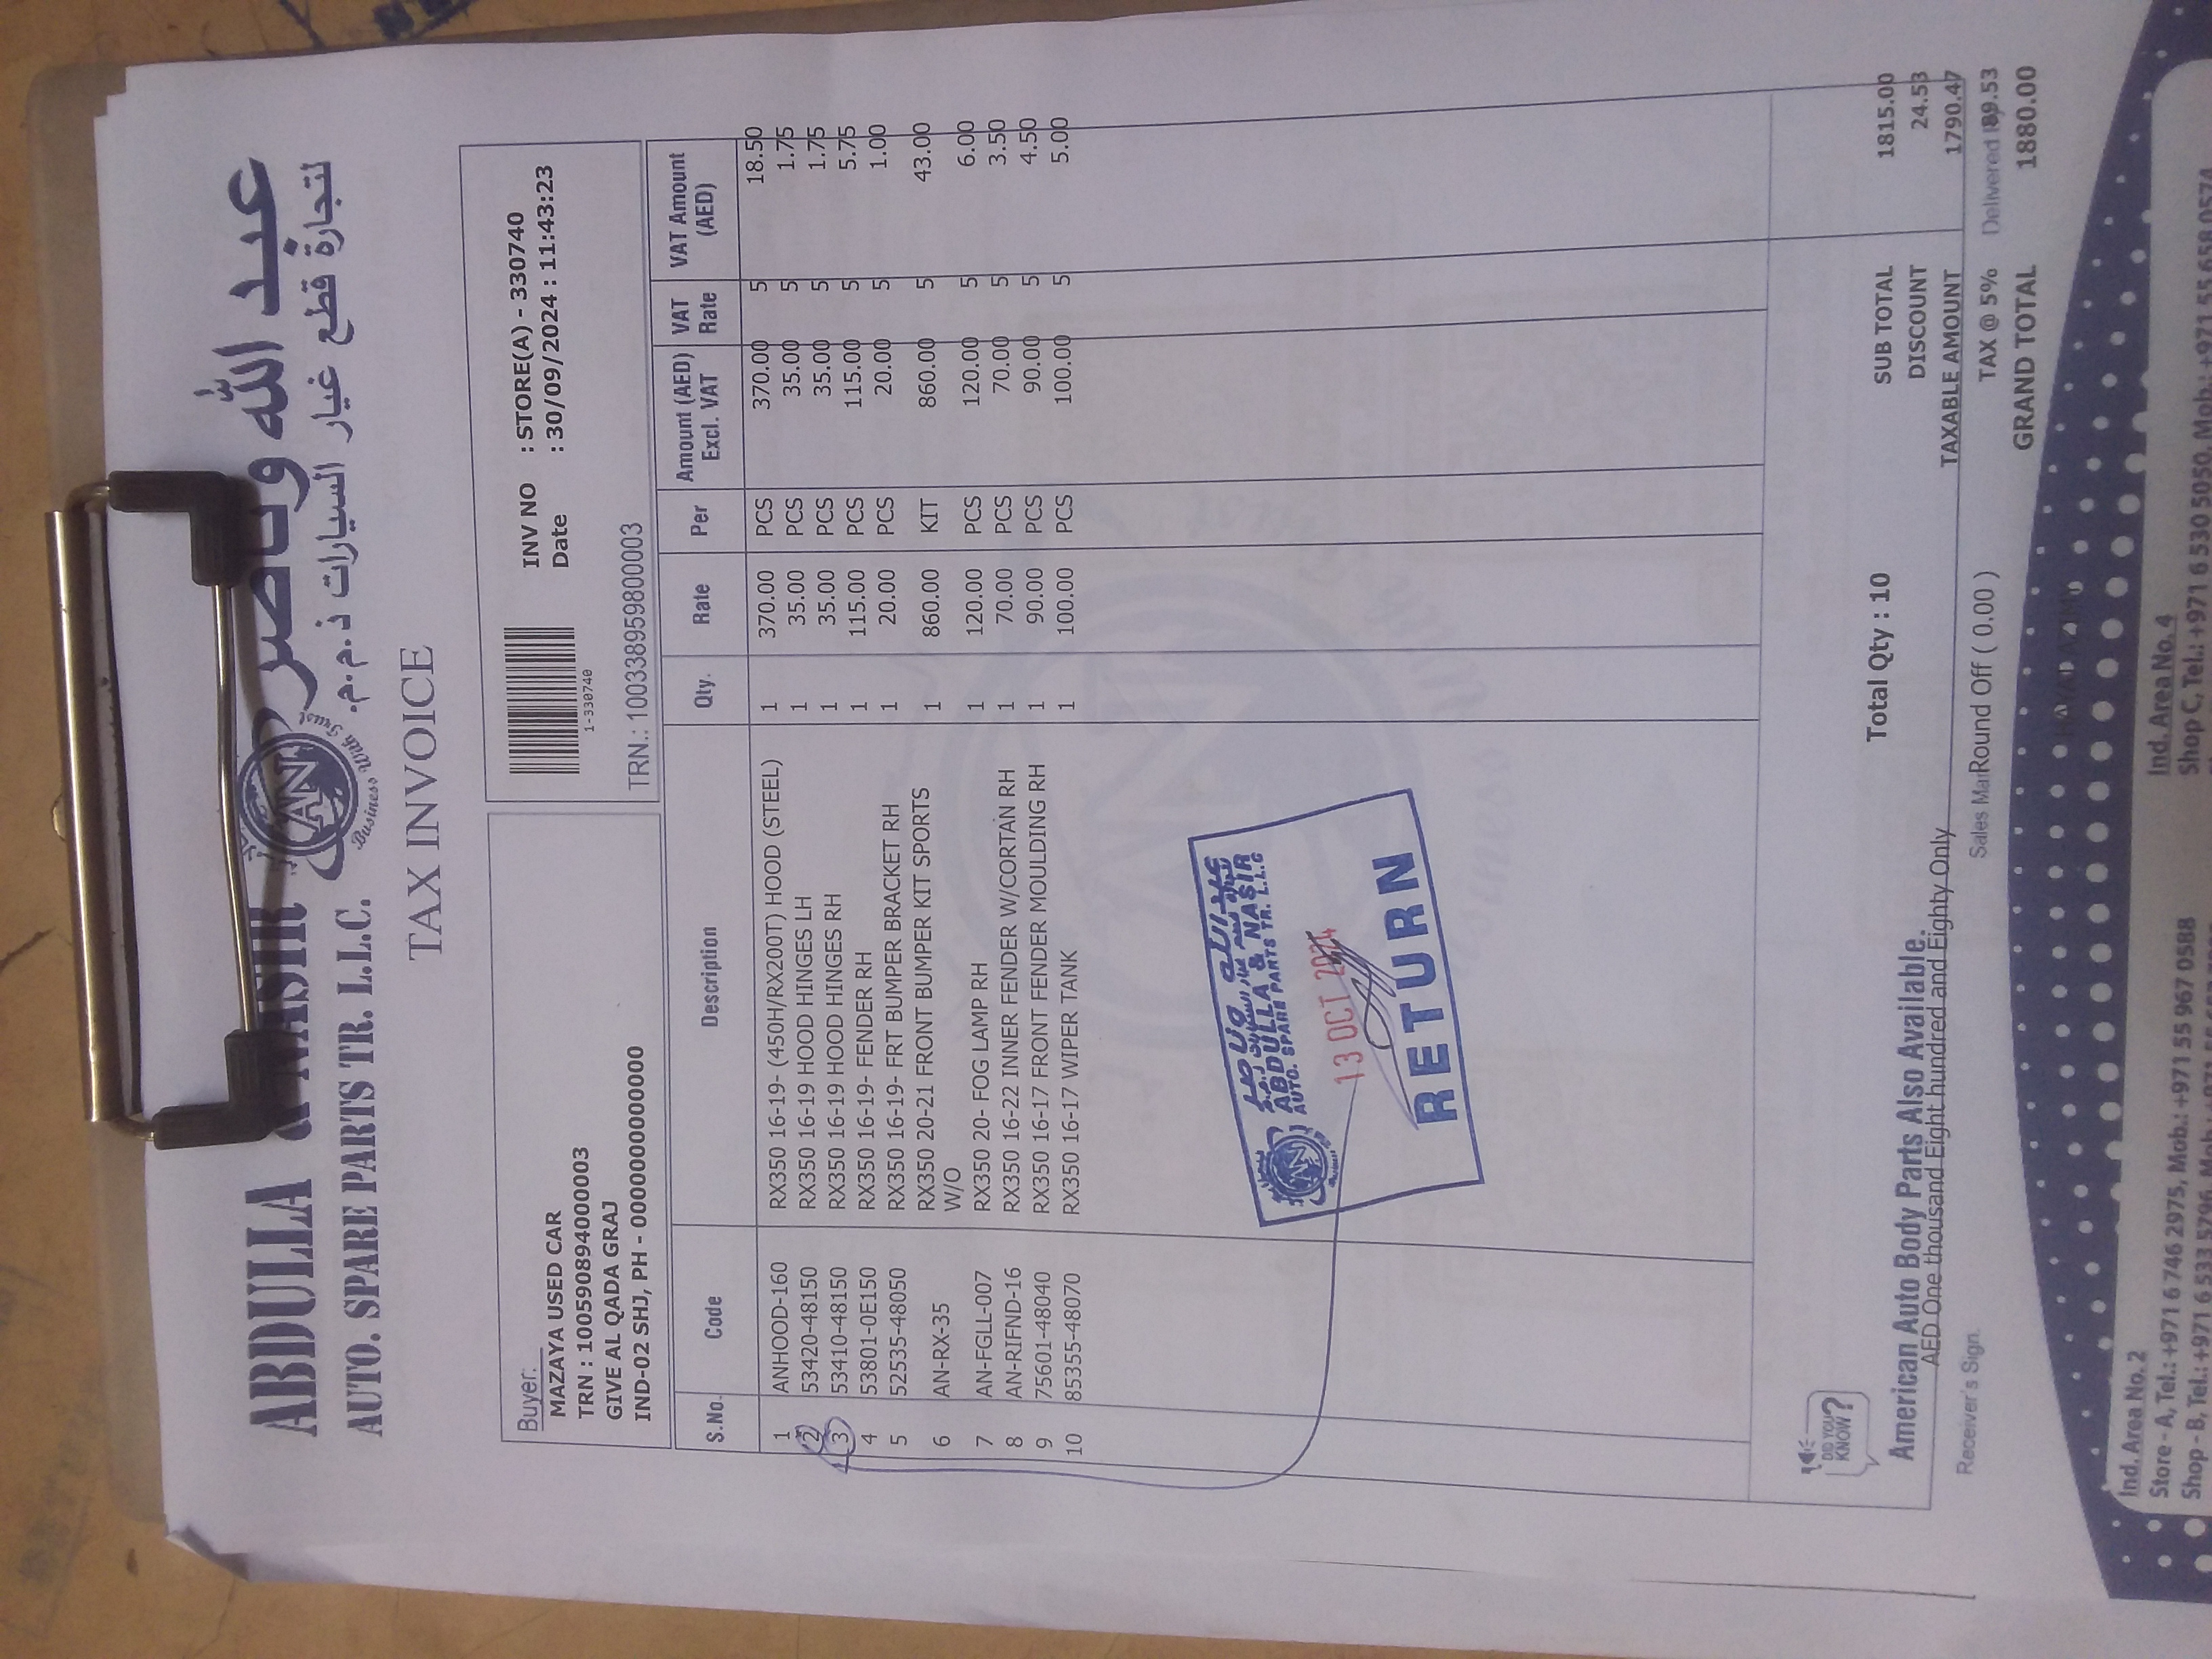 ABDULLA & NASIR
عبد الله وناصر
AUTO. SPARE PARTS TR. L.L.C.
لتجارة قطع غيار السيارات ذ.م.م.
AN
Business With Trust
TAX INVOICE
Buyer:
MAZAYA USED CAR
TRN : 100590894000003
GIVE AL QADA GRAJ
IND-02 SHJ, PH - 0000000000000
1-330740
INV NO : STORE(A) - 330740
Date : 30/09/2024 : 11:43:23
TRN.: 100338959800003
S.No. Code Description Qty. Rate Per Amount (AED) Excl. VAT VAT Rate VAT Amount (AED)
1 ANHOOD-160 RX350 16-19- (450H/RX200T) HOOD (STEEL) 1 370.00 PCS 370.00 5 18.50
2 53420-48150 RX350 16-19 HOOD HINGES LH 1 35.00 PCS 35.00 5 1.75
3 53410-48150 RX350 16-19 HOOD HINGES RH 1 35.00 PCS 35.00 5 1.75
4 53801-0E150 RX350 16-19- FENDER RH 1 115.00 PCS 115.00 5 5.75
5 52535-48050 RX350 16-19- FRT BUMPER BRACKET RH 1 20.00 PCS 20.00 5 1.00
6 AN-RX-35 RX350 20-21 FRONT BUMPER KIT SPORTS 1 860.00 KIT 860.00 5 43.00
W/O
7 AN-FGLL-007 RX350 20- FOG LAMP RH 1 120.00 PCS 120.00 5 6.00
8 AN-RIFND-16 RX350 16-22 INNER FENDER W/CORTAN RH 1 70.00 PCS 70.00 5 3.50
9 75601-48040 RX350 16-17 FRONT FENDER MOULDING RH 1 90.00 PCS 90.00 5 4.50
10 85355-48070 RX350 16-17 WIPER TANK 1 100.00 PCS 100.00 5 5.00
ABDULLA & NASIR
AUTO. SPARE PARTS TR. L.L.C
13 OCT 2024
RETURN
DID YOU KNOW?
Total Qty : 10
SUB TOTAL 1815.00
DISCOUNT 24.53
TAXABLE AMOUNT 1790.47
American Auto Body Parts Also Available.
AED One thousand Eight hundred and Eighty Only
Receiver's Sign.
Sales Man
Round Off ( 0.00 )
TAX @ 5% 89.53
Delivered
GRAND TOTAL 1880.00
Ind. Area No.2
Store - A, Tel.: +971 6 746 2975, Mob.: +971 55 967 0588
Ind. Area No.4